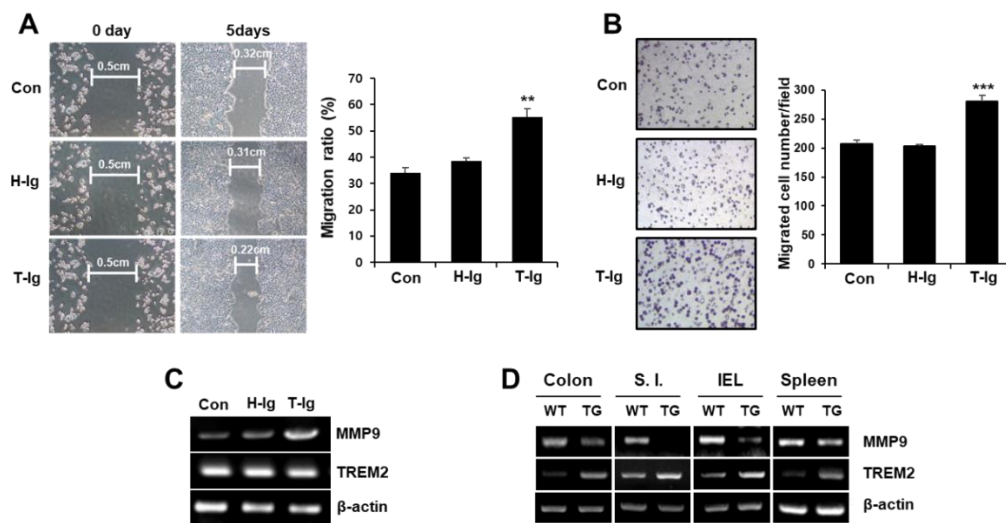 A
0 day
5days
Con
0.5cm
0.32cm
H-Ig
0.5cm
0.31cm
T-Ig
0.5cm
0.22cm
Migration ratio (%)
70
60
50
40
30
20
10
0
**
Con H-Ig T-Ig
B
Con
H-Ig
T-Ig
Migrated cell number/field
300
250
200
150
100
50
0
***
Con H-Ig T-Ig
C
Con H-Ig T-Ig
MMP9
TREM2
β-actin
D
Colon S. I. IEL Spleen
WT TG WT TG WT TG WT TG
MMP9
TREM2
β-actin